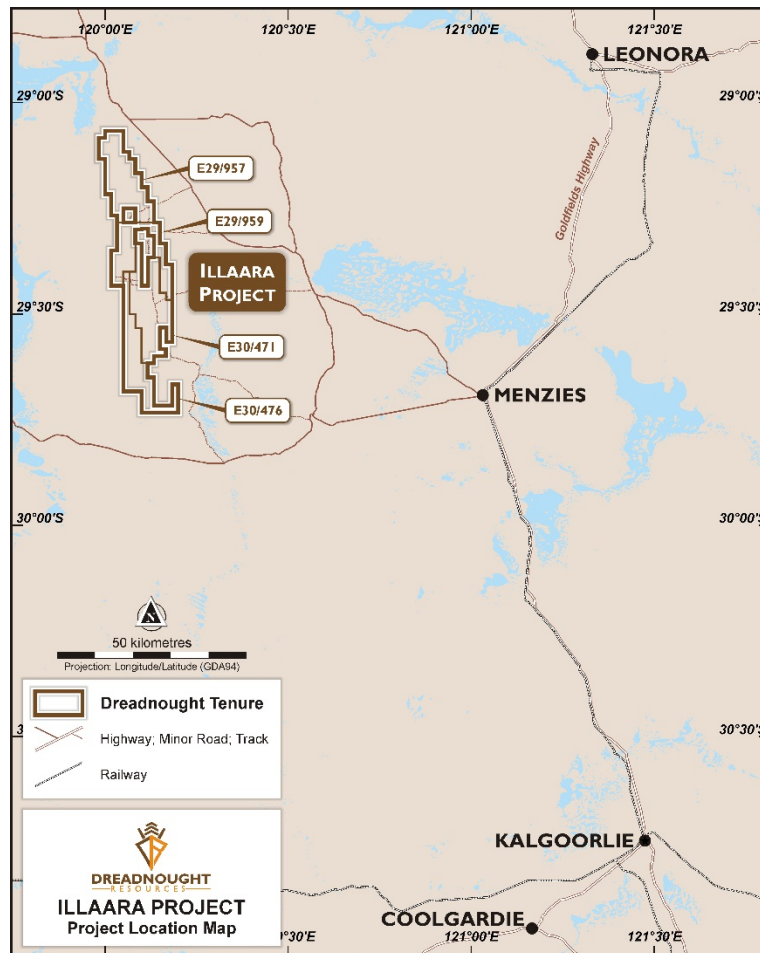 120°00'E
120°30'E
121°00'E
121°30'E
LEONORA
29°00'S
29°00'S
Goldfields Highway
E29/957
E29/959
ILLAARA
PROJECT
29°30'S
29°30'S
E30/471
MENZIES
E30/476
30°00'S
30°00'S
50 kilometres
Projection: Longitude/Latitude (GDA94)
Dreadnought Tenure
30°30'S
Highway; Minor Road; Track
Railway
KALGOORLIE
DREADNOUGHT
RESOURCES
ILLAARA PROJECT
Project Location Map
COOLGARDIE
121°00'E
121°30'E